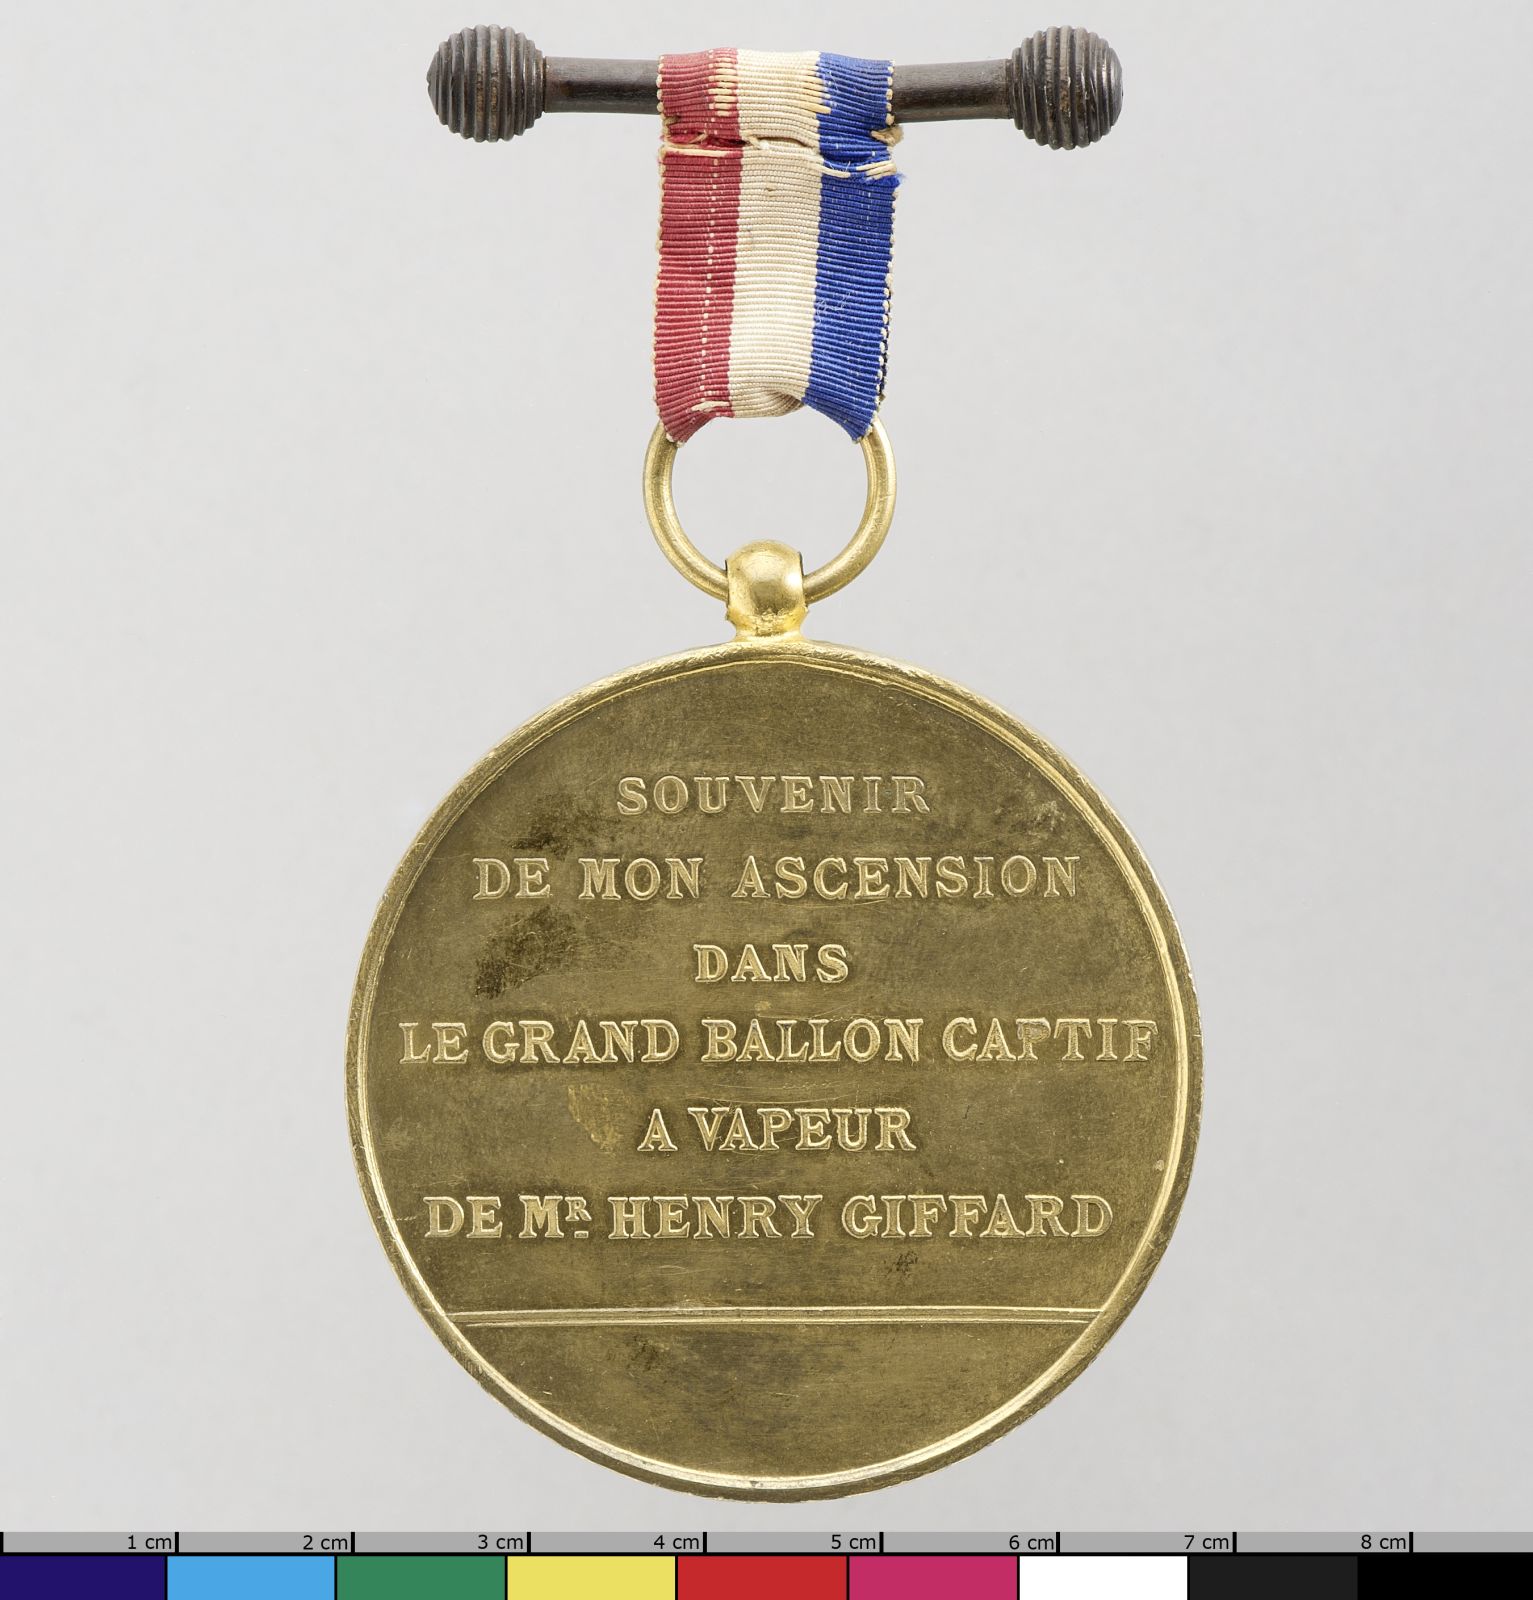 SOUVENIR
DE MON ASCENSION
DANS
LE GRAND BALLON CAPTIF
A VAPEUR
DE MR. HENRY GIFFARD
1 cm 2 cm 3 cm 4 cm 5 cm 6 cm 7 cm 8 cm